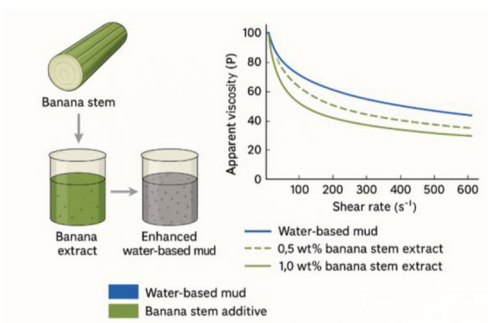 Banana stem
Banana
extract
Enhanced
water-based mud
Apparent viscosity (P)
100
80
60
40
20
0
100 200 300 400 500 600
Shear rate (s⁻¹)
Water-based mud
0,5 wt% banana stem extract
1,0 wt% banana stem extract
Water-based mud
Banana stem additive